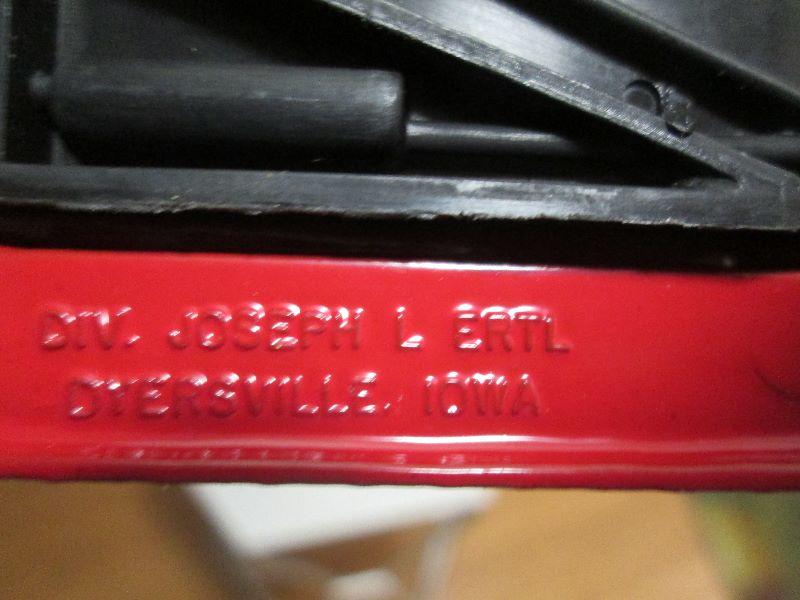 DIV. JOSEPH L ERTL
DYERSVILLE, IOWA